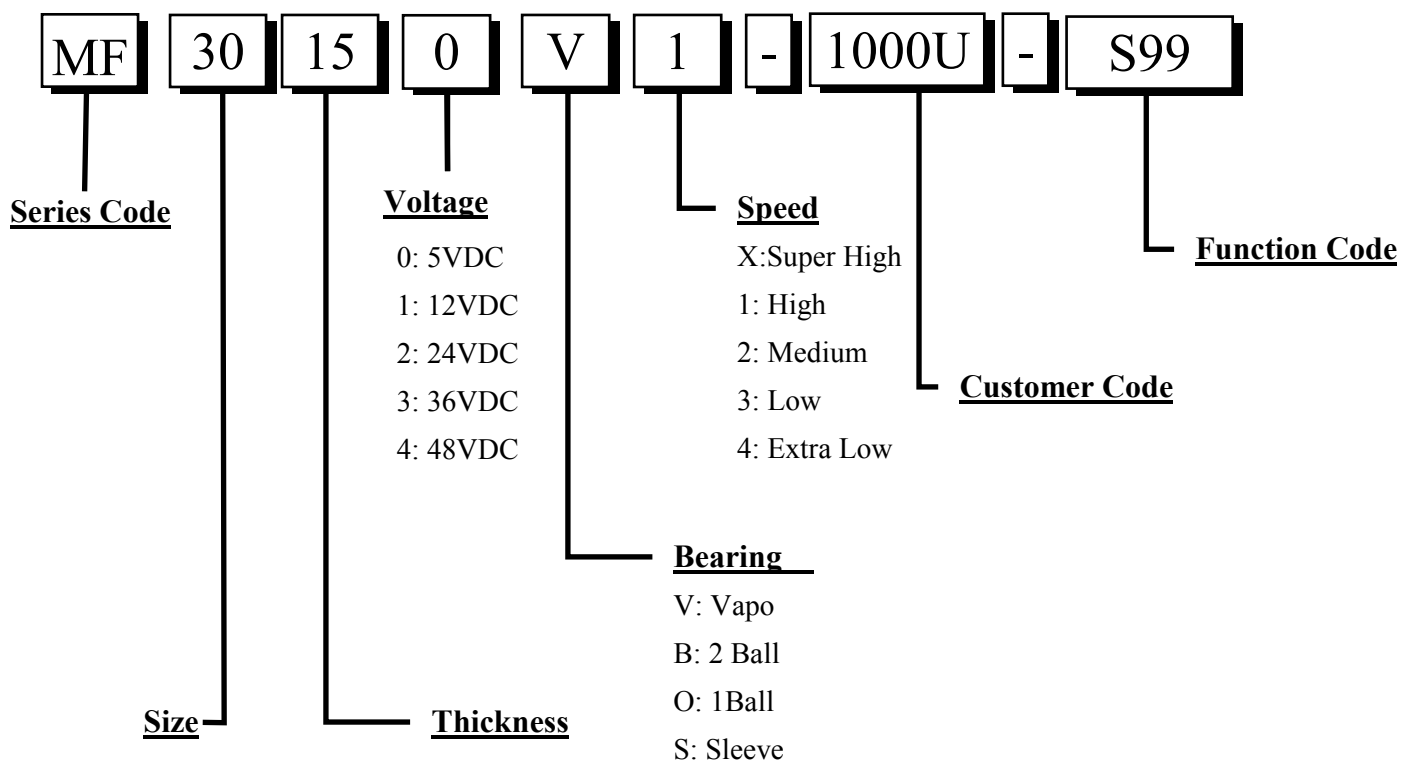 MF 30 15 0 V 1 - 1000U - S99
Series Code
Voltage
0: 5VDC
1: 12VDC
2: 24VDC
3: 36VDC
4: 48VDC
Speed
X:Super High
1: High
2: Medium
3: Low
4: Extra Low
Function Code
Customer Code
Bearing
V: Vapo
B: 2 Ball
O: 1Ball
S: Sleeve
Size
Thickness